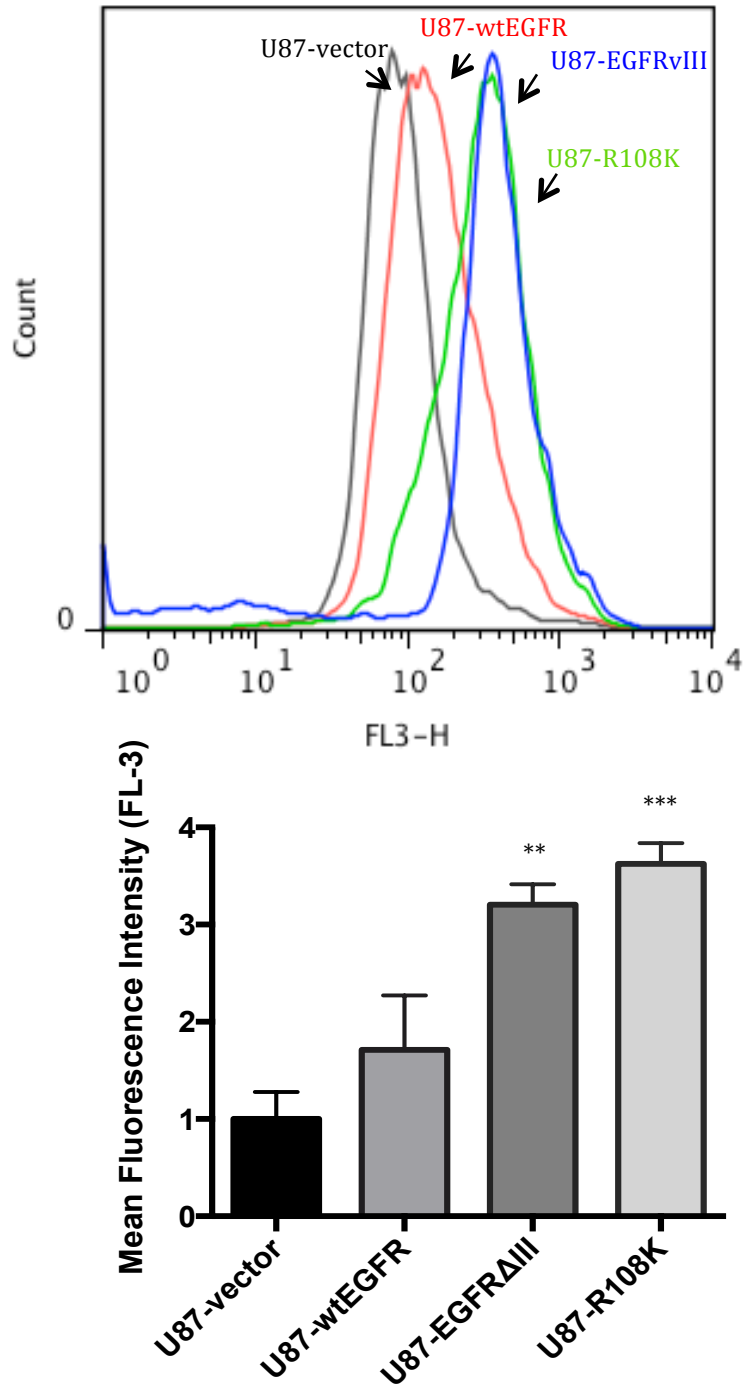 U87-vector
U87-wtEGFR
U87-EGFRvIII
U87-R108K
Count
0
10^0 10^1 10^2 10^3 10^4
FL3-H
Mean Fluorescence Intensity (FL-3)
4
3
2
1
0
**
***
U87-vector
U87-wtEGFR
U87-EGFRΔIII
U87-R108K